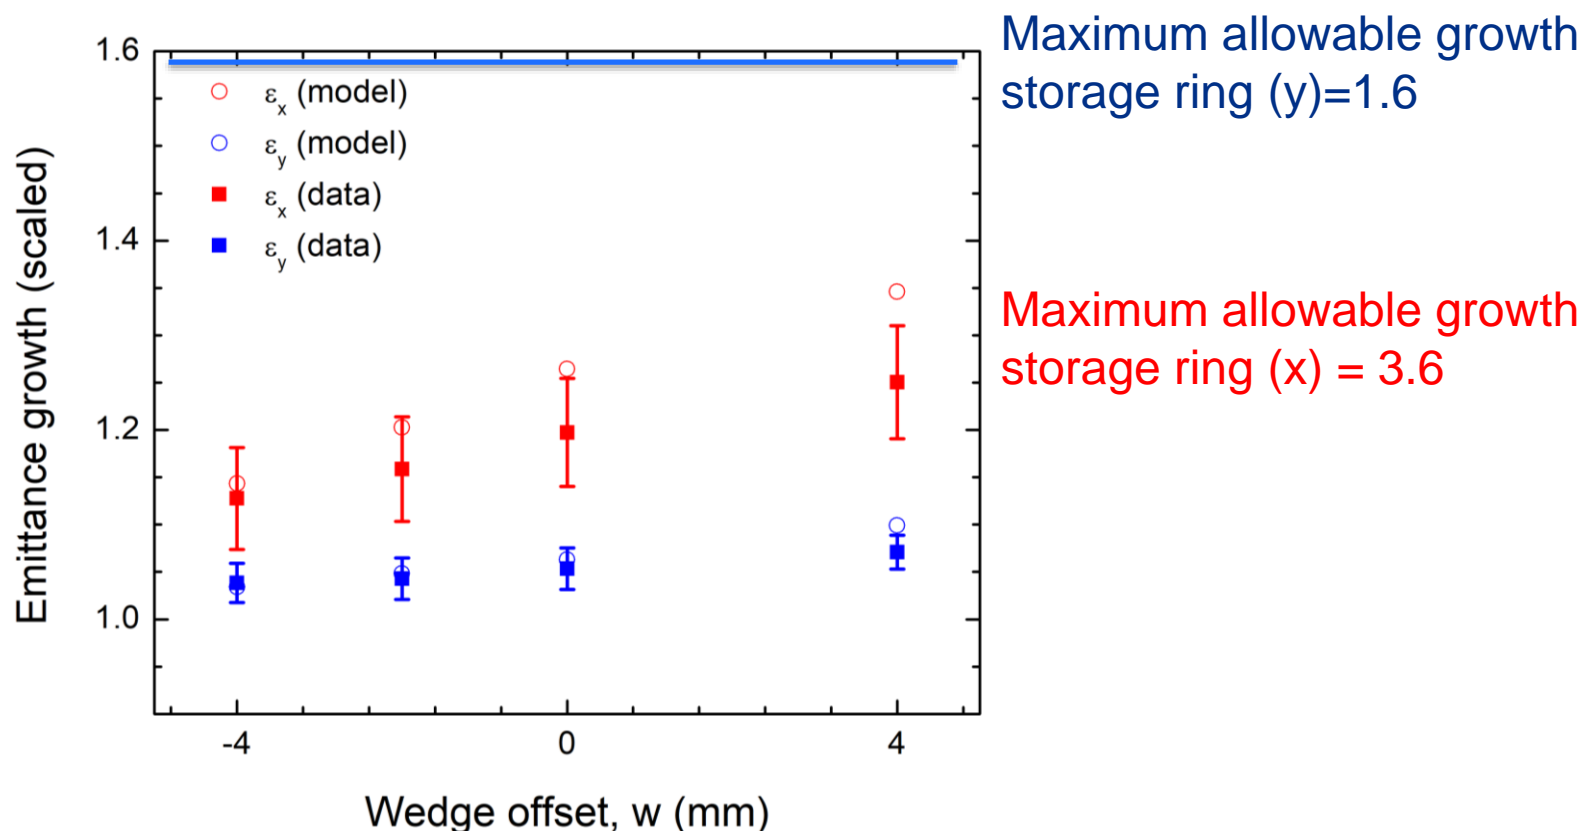 Maximum allowable growth
storage ring (y)=1.6
1.6
εx (model)
εy (model)
εx (data)
εy (data)
1.4
Maximum allowable growth
storage ring (x) = 3.6
1.2
1.0
Emittance growth (scaled)
-4
0
4
Wedge offset, w (mm)